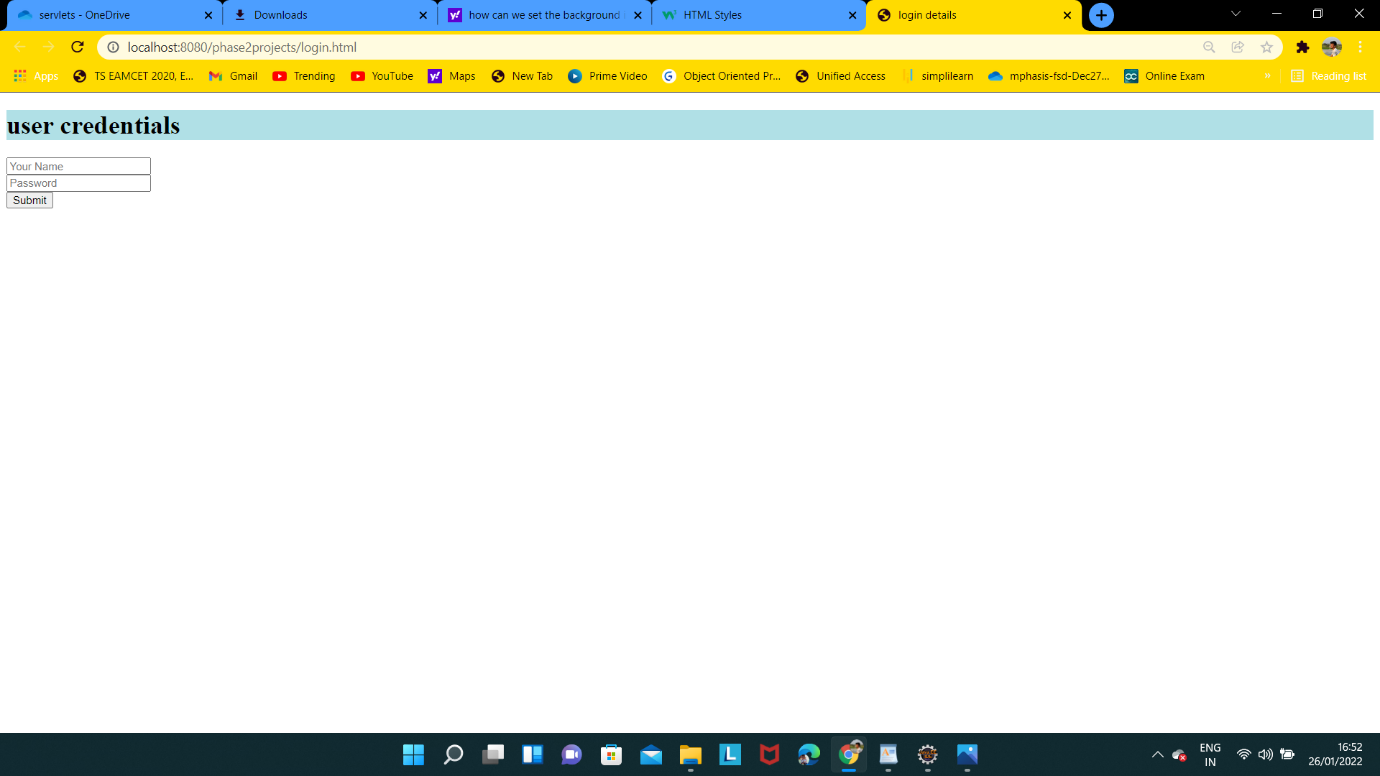 servlets - OneDrive
Downloads
how can we set the background
HTML Styles
login details
localhost:8080/phase2projects/login.html
Apps
TS EAMCET 2020, E...
Gmail
Trending
YouTube
Maps
New Tab
Prime Video
Object Oriented Pr...
Unified Access
simplilearn
mphasis-fsd-Dec27...
Online Exam
»
Reading list
user credentials
Your Name
Password
Submit
ENG
IN
16:52
26/01/2022